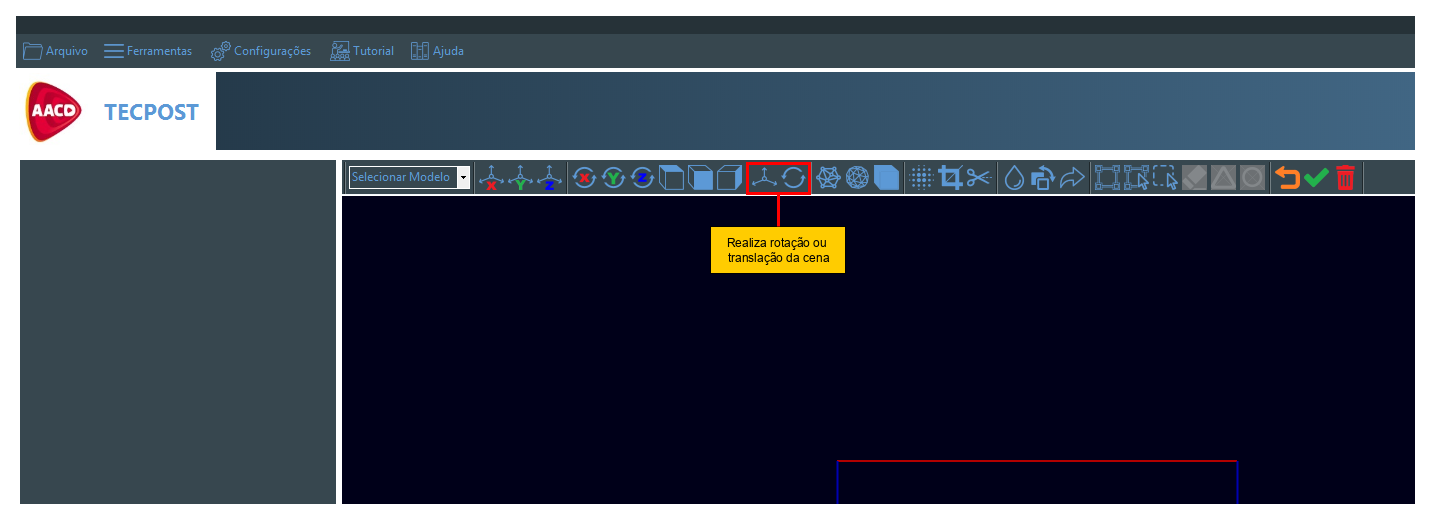 Arquivo Ferramentas Configurações Tutorial Ajuda
AACD TECPOST
Selecionar Modelo X Y Z X Y Z
Realiza rotação ou
translação da cena